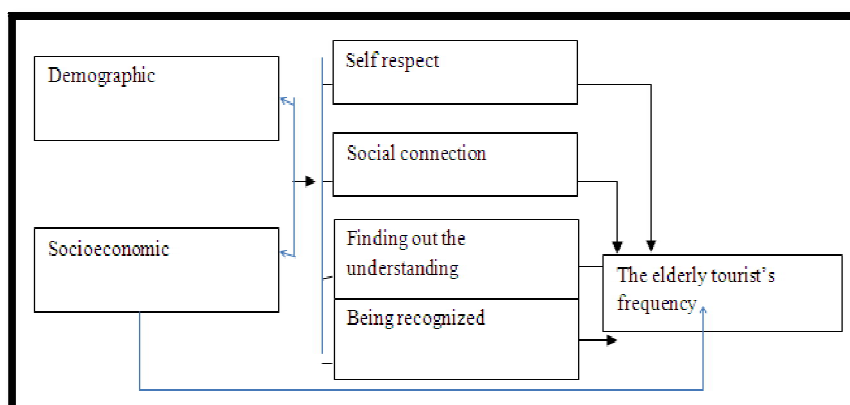 Demographic
Self respect
Social connection
Socioeconomic
Finding out the
understanding
Being recognized
The elderly tourist's
frequency